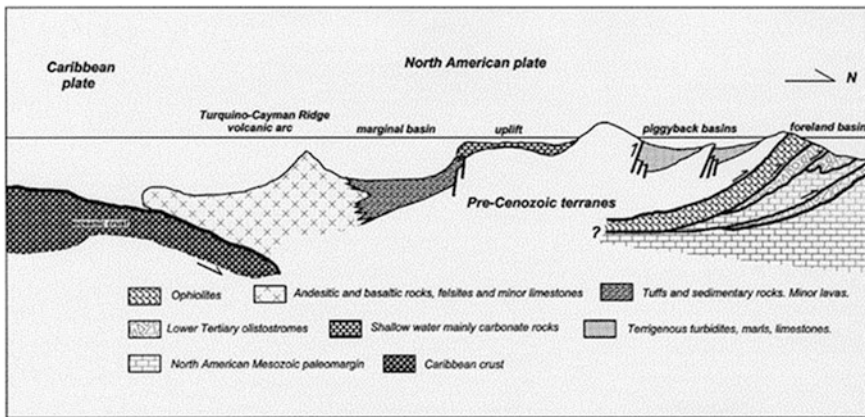 Caribbean
plate
North American plate
N
Turquino-Cayman Ridge
volcanic arc
marginal basin
uplift
piggyback basins
foreland basin
Pre-Cenozoic terranes
?
Ophiolites
Andesitic and basaltic rocks, felsites and minor limestones
Tuffs and sedimentary rocks. Minor lavas.
Lower Tertiary olistostromes
Shallow water mainly carbonate rocks
Terrigenous turbidites, marls, limestones.
North American Mesozoic paleomargin
Caribbean crust